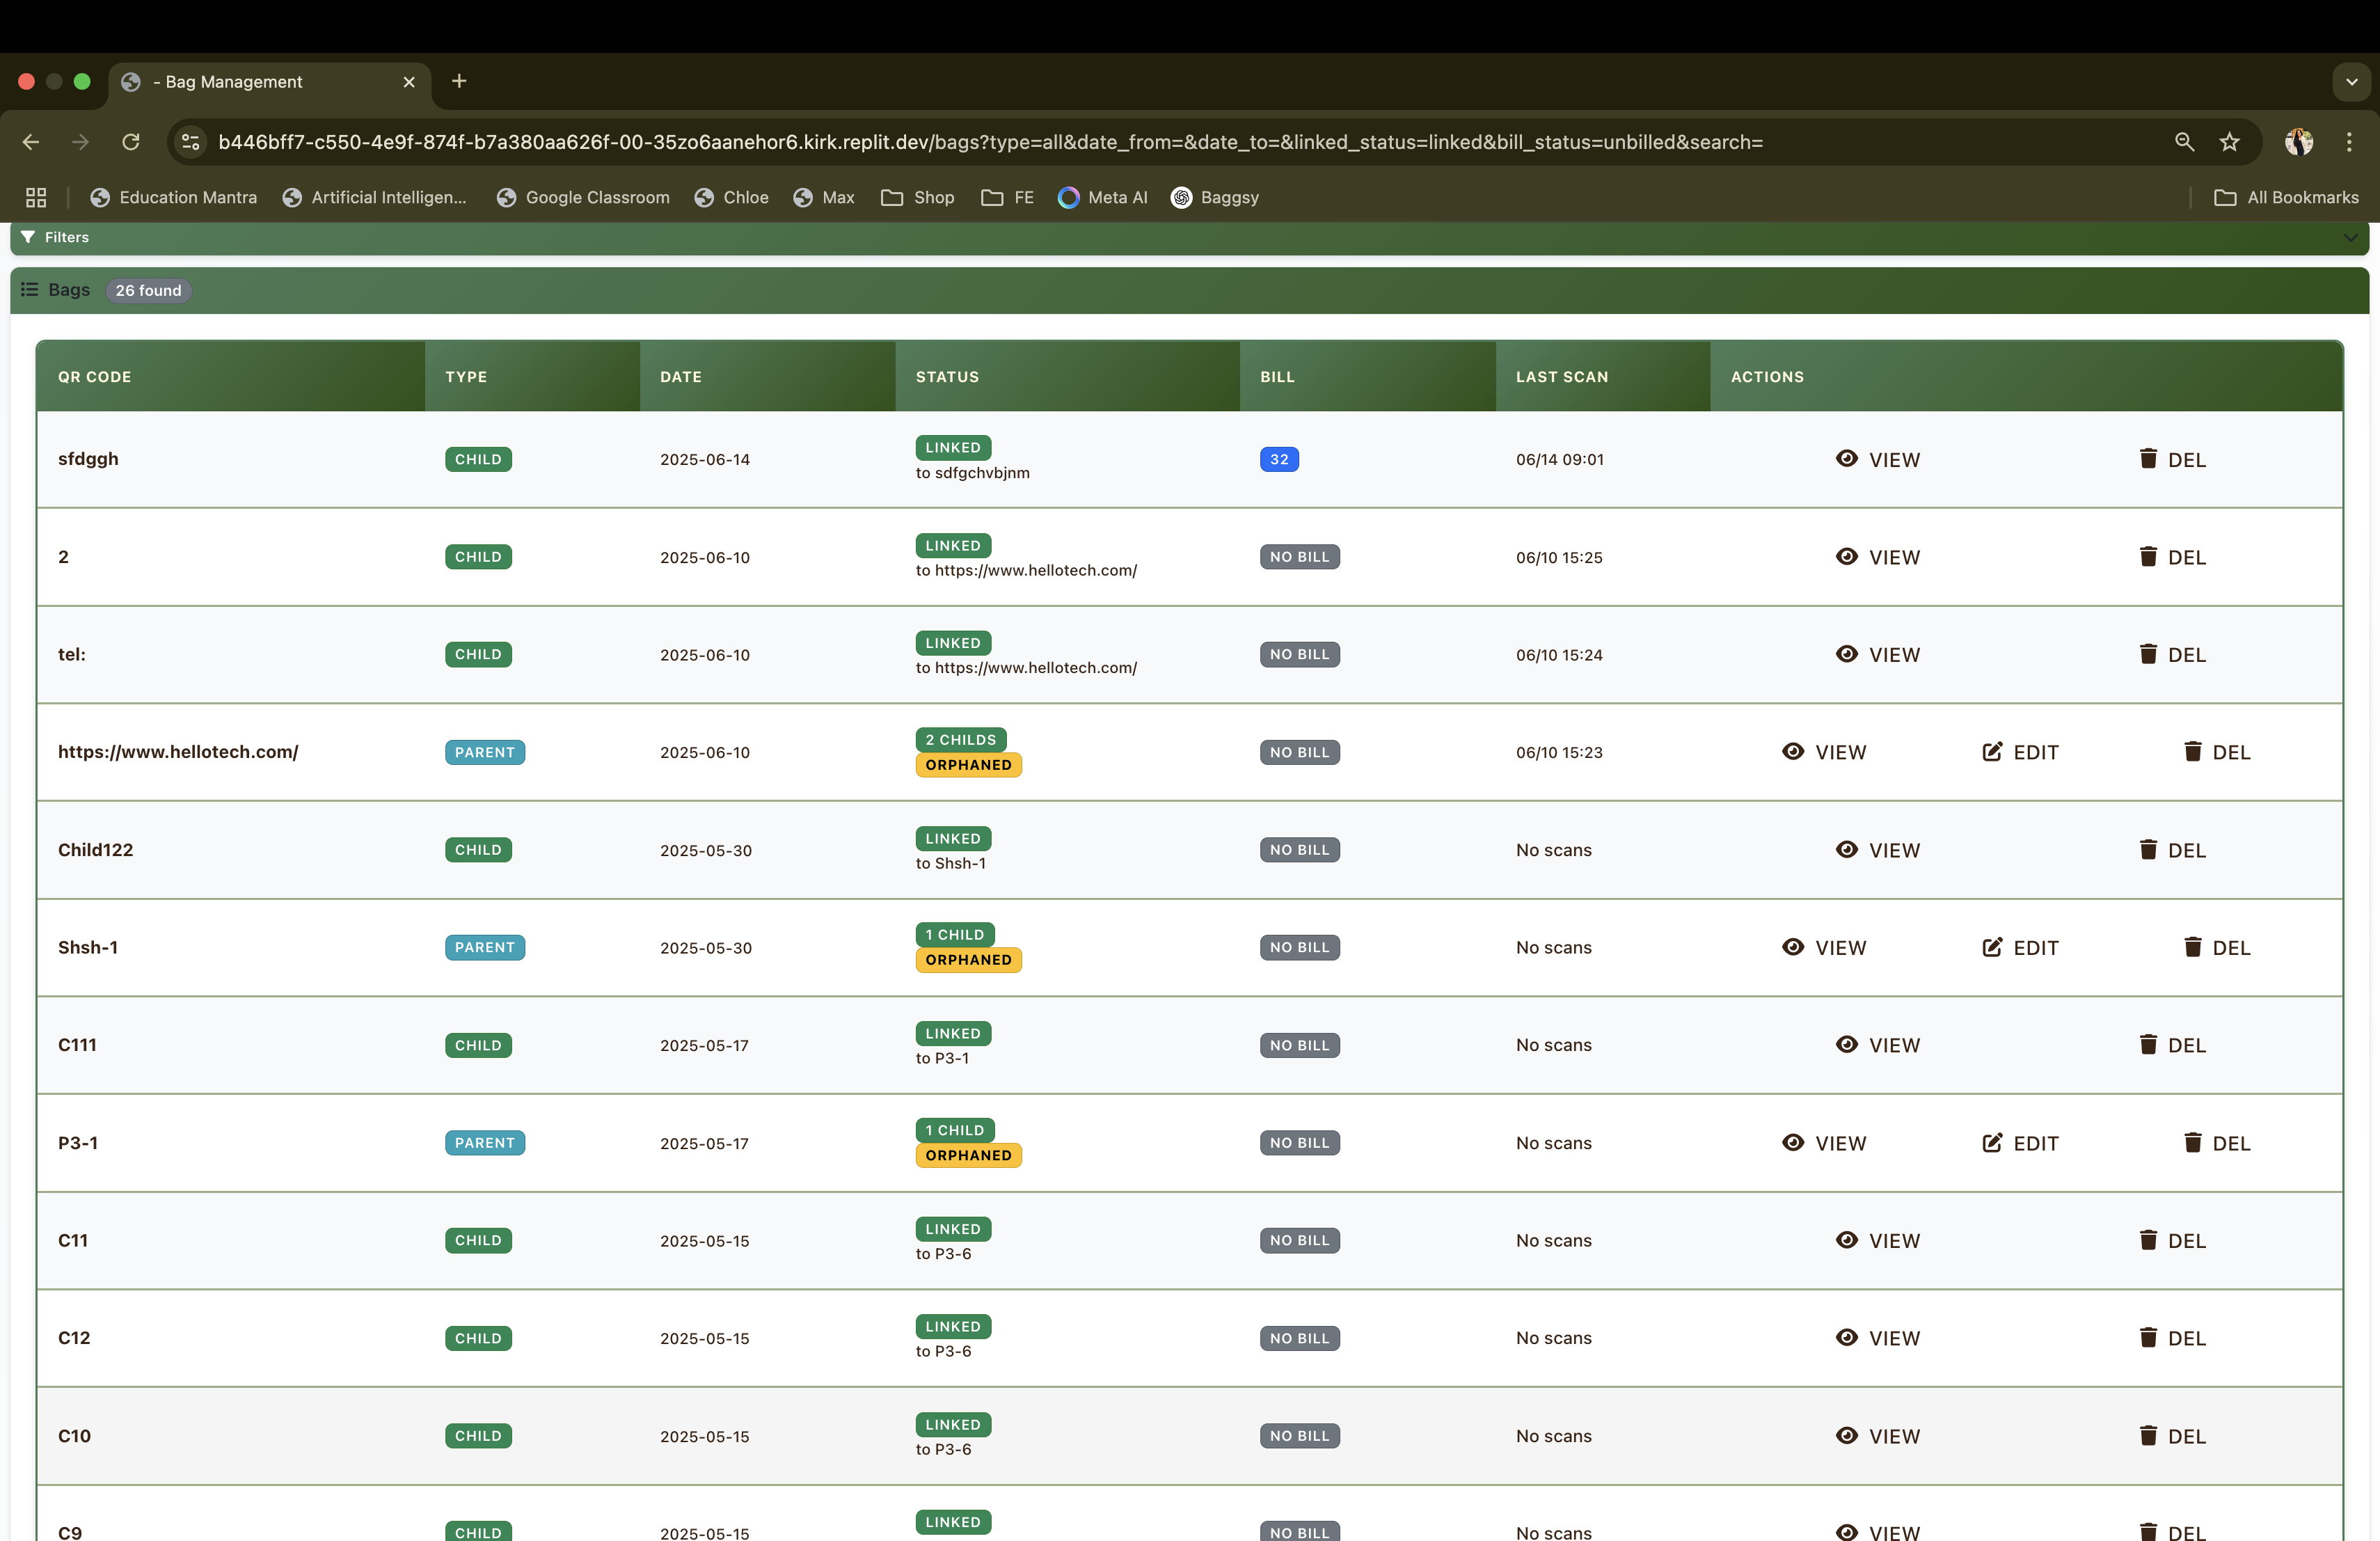 - Bag Management
b446bff7-c550-4e9f-874f-b7a380aa626f-00-35zo6aanehor6.kirk.replit.dev/bags?type=all&date_from=&date_to=&linked_status=linked&bill_status=unbilled&search=
Education Mantra Artificial Intelligen... Google Classroom Chloe Max Shop FE Meta AI Baggsy All Bookmarks
Filters
Bags 26 found
QR CODE TYPE DATE STATUS BILL LAST SCAN ACTIONS
sfdggh CHILD 2025-06-14 LINKED 32 06/14 09:01 VIEW DEL
to sdfgchvbjnm
2 CHILD 2025-06-10 LINKED NO BILL 06/10 15:25 VIEW DEL
to https://www.hellotech.com/
tel: CHILD 2025-06-10 LINKED NO BILL 06/10 15:24 VIEW DEL
to https://www.hellotech.com/
https://www.hellotech.com/ PARENT 2025-06-10 2 CHILDS NO BILL 06/10 15:23 VIEW EDIT DEL
ORPHANED
Child122 CHILD 2025-05-30 LINKED NO BILL No scans VIEW DEL
to Shsh-1
Shsh-1 PARENT 2025-05-30 1 CHILD NO BILL No scans VIEW EDIT DEL
ORPHANED
C111 CHILD 2025-05-17 LINKED NO BILL No scans VIEW DEL
to P3-1
P3-1 PARENT 2025-05-17 1 CHILD NO BILL No scans VIEW EDIT DEL
ORPHANED
C11 CHILD 2025-05-15 LINKED NO BILL No scans VIEW DEL
to P3-6
C12 CHILD 2025-05-15 LINKED NO BILL No scans VIEW DEL
to P3-6
C10 CHILD 2025-05-15 LINKED NO BILL No scans VIEW DEL
to P3-6
C9 CHILD 2025-05-15 LINKED NO BILL No scans VIEW DEL